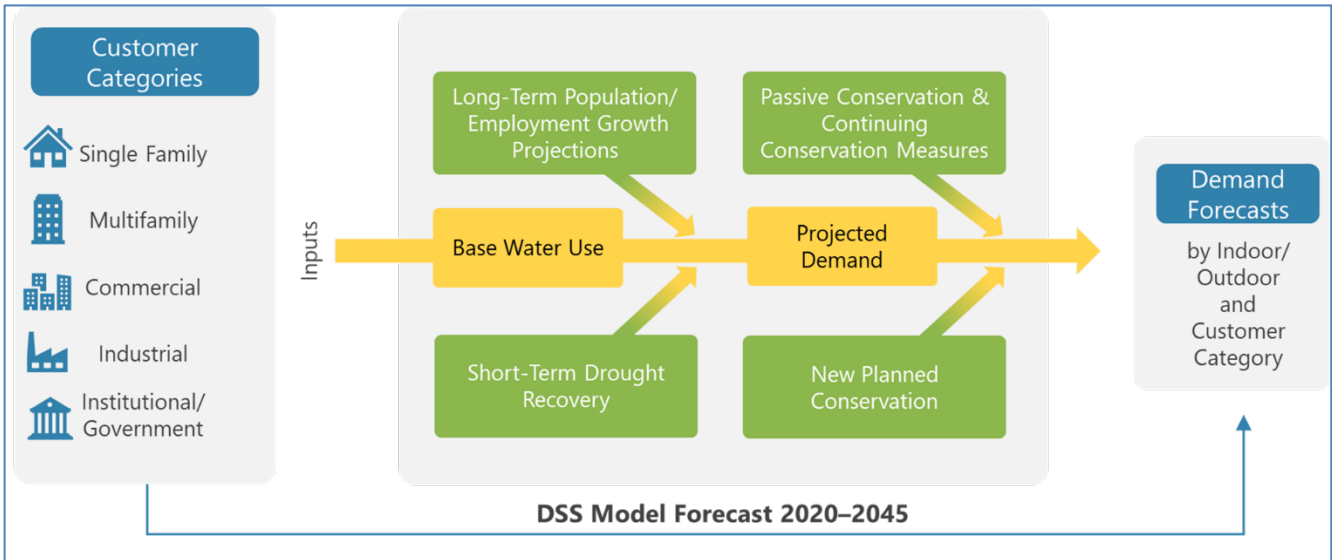 Customer
Categories
Single Family
Multifamily
Commercial
Industrial
Institutional/
Government
Inputs
Long-Term Population/
Employment Growth
Projections
Passive Conservation &
Continuing
Conservation Measures
Base Water Use
Projected
Demand
Short-Term Drought
Recovery
New Planned
Conservation
Demand
Forecasts
by Indoor/
Outdoor
and
Customer
Category
DSS Model Forecast 2020–2045